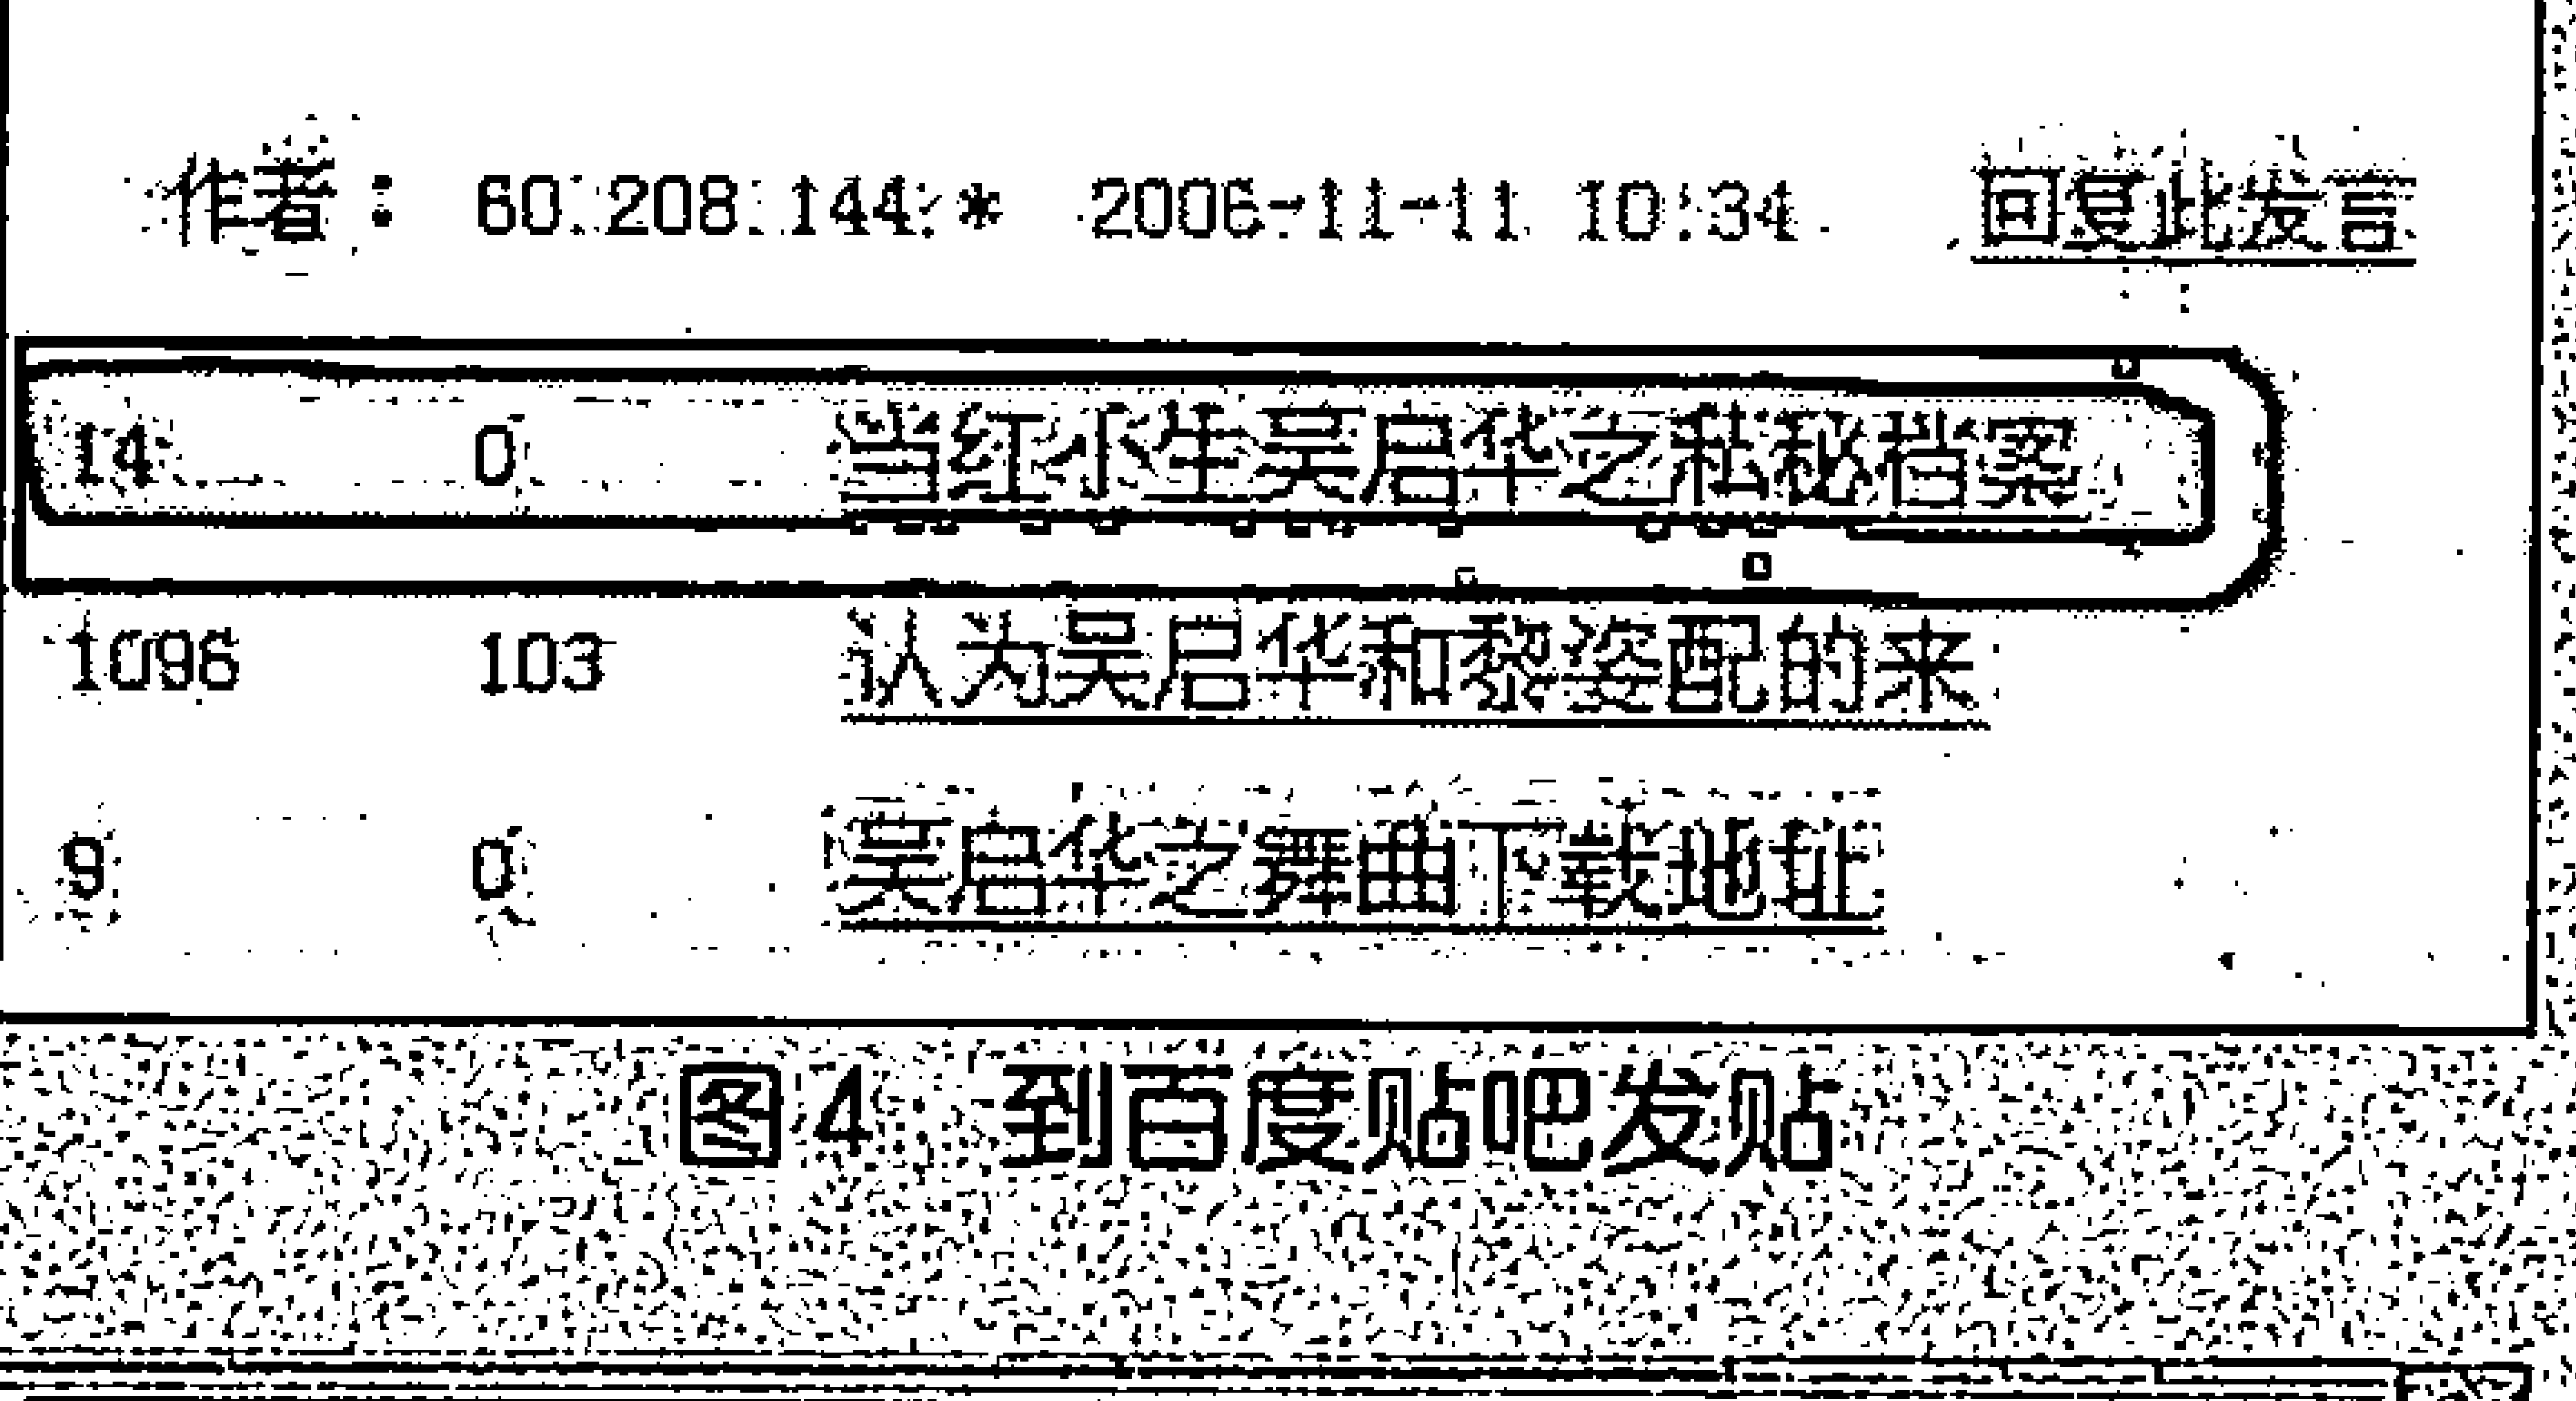 作者： 60.208.144.* 2006-11-11 10:34 回复此发言
14 0 当红小生吴启华之私秘档案
1096 103 认为吴启华和黎姿配的来
9 0 吴启华之舞曲下载地址
图4 到百度贴吧发贴